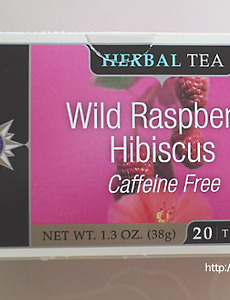 HERBAL TEA
Wild Raspber
Hibiscus
Caffeine Free
NET WT. 1.3 OZ. (38g) 20 T
http:/